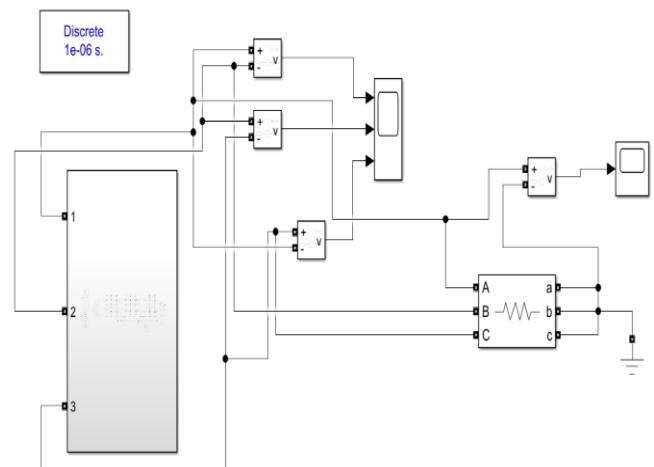 Discrete
1e-06 s.
+
-
v
+
-
v
+
-
v
+
-
v
1
2
3
A
B
C
a
b
c